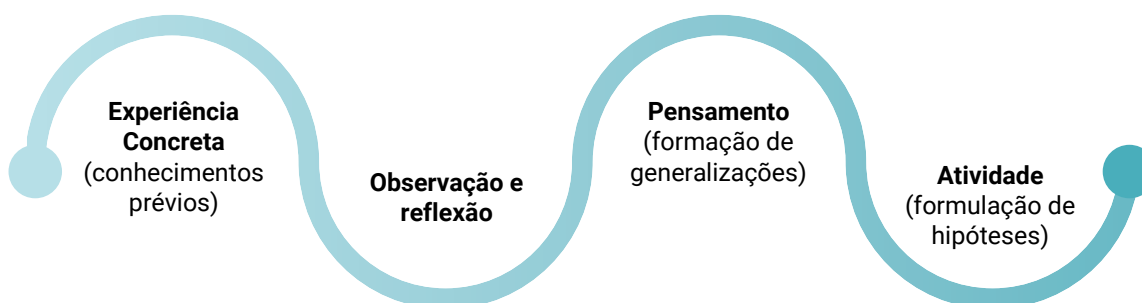 Experiência
Concreta
(conhecimentos
prévios)
Observação e
reflexão
Pensamento
(formação de
generalizações)
Atividade
(formulação de
hipóteses)